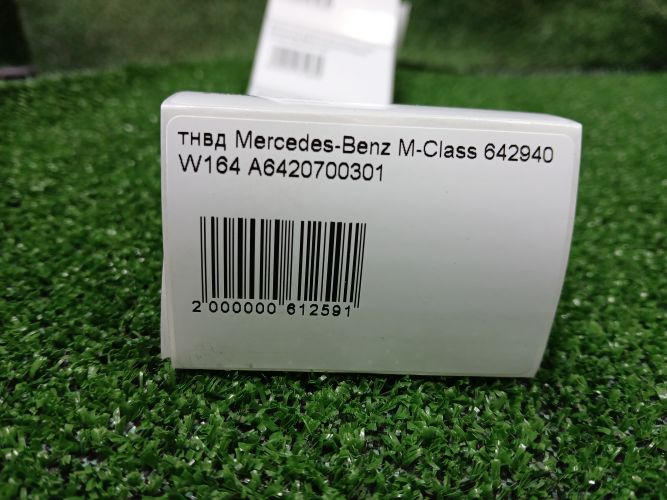 тнвд Mercedes-Benz M-Class 642940
W164 A6420700301
2 000000 612591